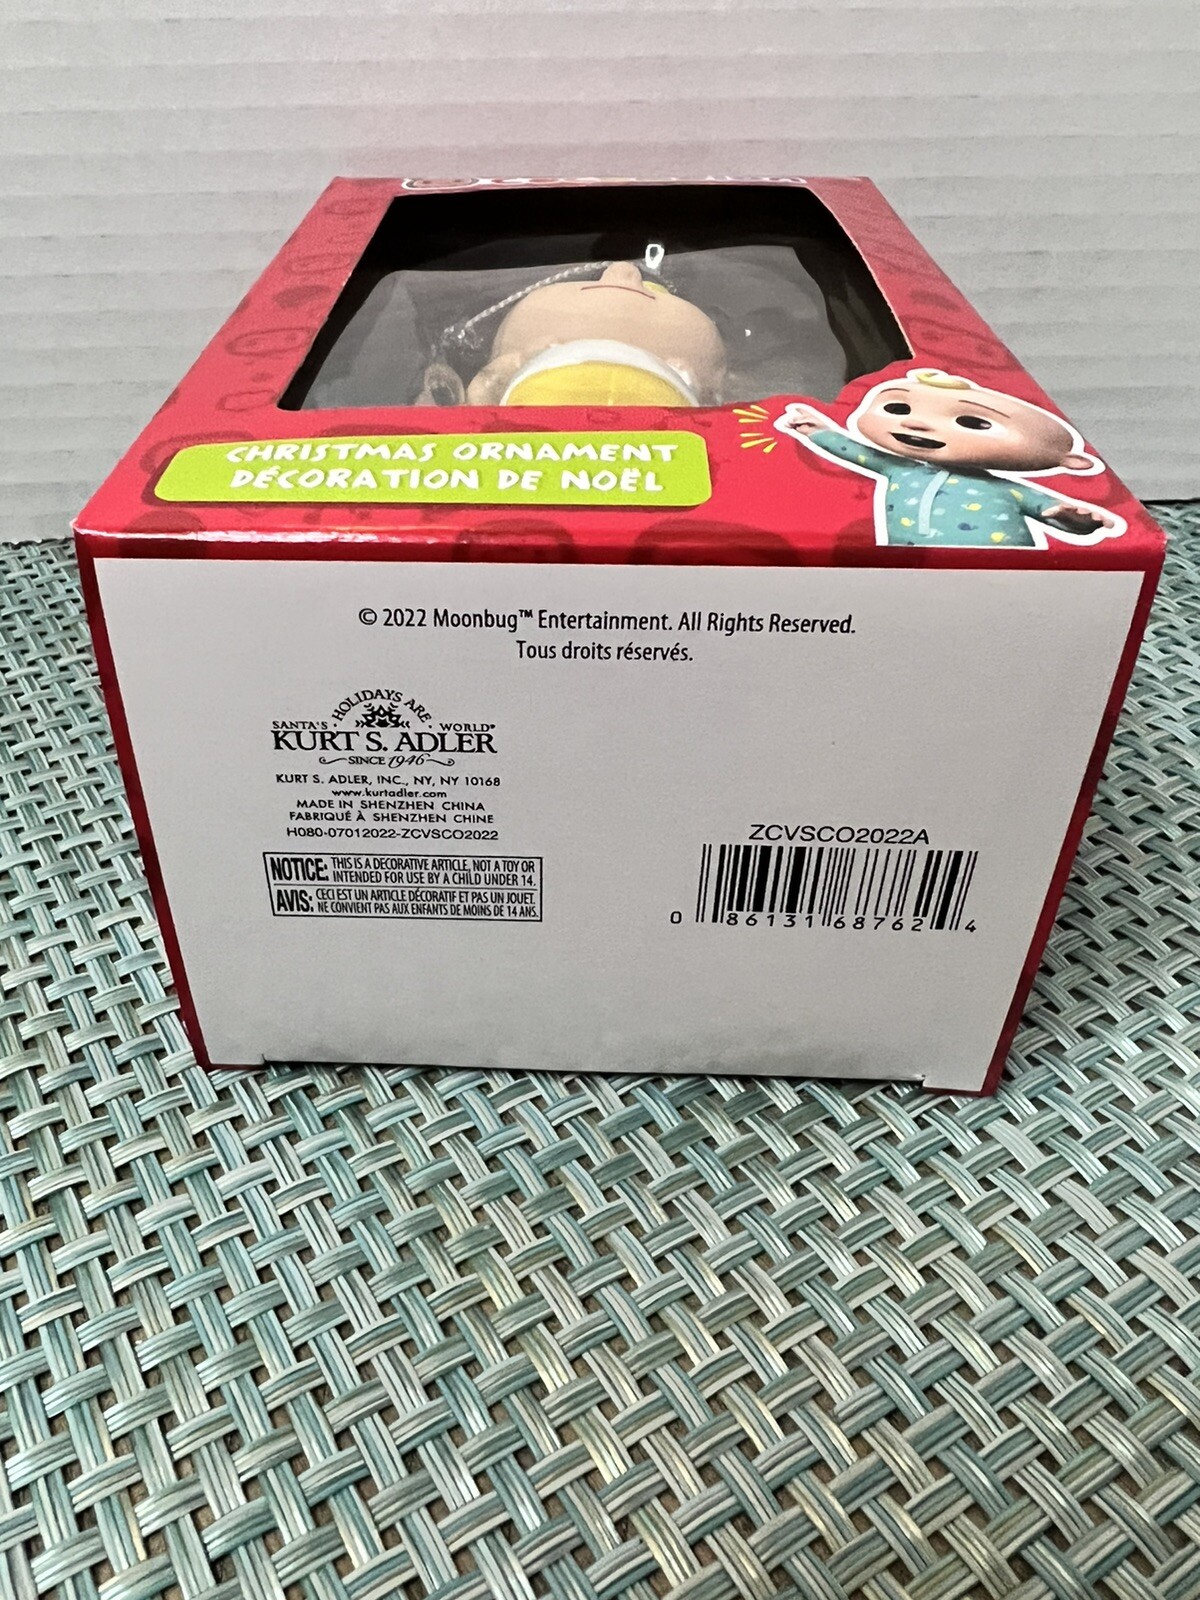 CHRISTMAS ORNAMENT
DÉCORATION DE NOËL
© 2022 Moonbug™ Entertainment. All Rights Reserved.
Tous droits réservés.
SANTA'S · HOLIDAYS ARE · WORLD®
KURT S. ADLER
SINCE 1946
KURT S. ADLER, INC., NY, NY 10168
www.kurtadler.com
MADE IN SHENZHEN CHINA
FABRIQUÉ À SHENZHEN CHINE
H080-07012022-ZCVSCO2022
NOTICE: THIS IS A DECORATIVE ARTICLE, NOT A TOY OR
INTENDED FOR USE BY A CHILD UNDER 14.
AVIS: CECI EST UN ARTICLE DÉCORATIF ET PAS UN JOUET.
NE CONVIENT PAS AUX ENFANTS DE MOINS DE 14 ANS.
ZCVSCO2022A
0 86131 68762 4